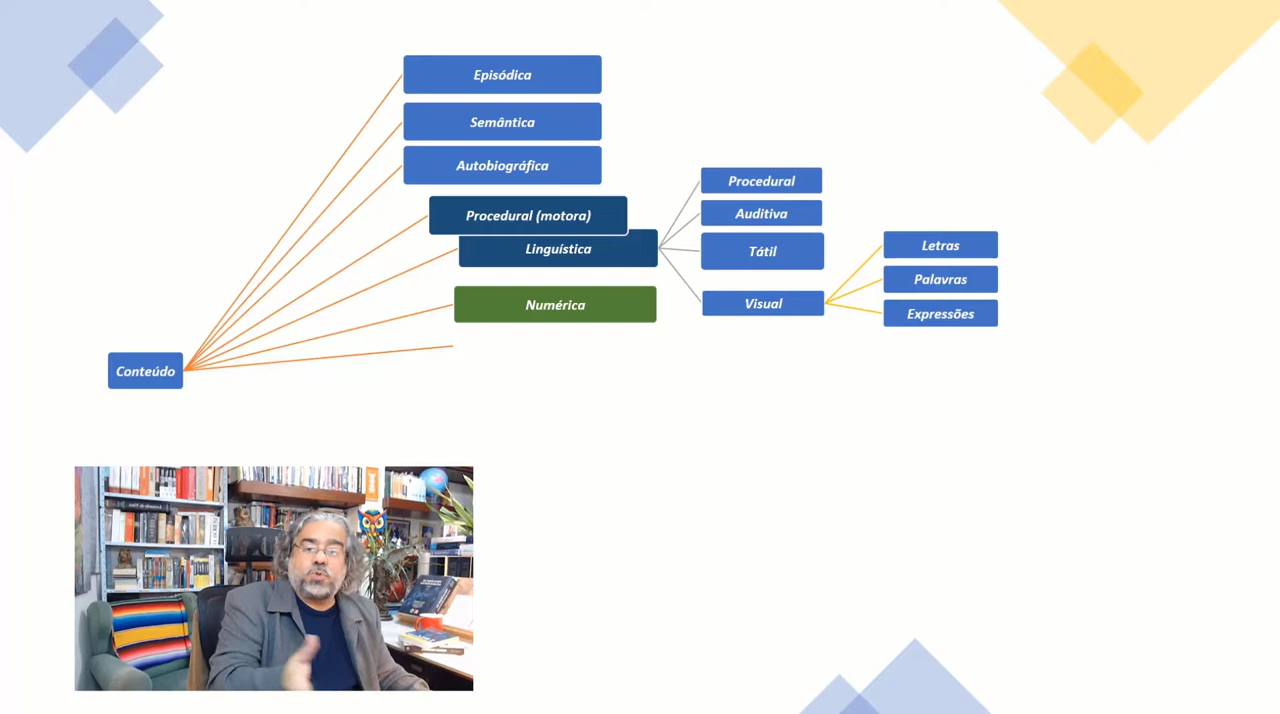 Episódica
Semântica
Autobiográfica
Procedural (motora)
Linguística
Numérica
Conteúdo
Procedural
Auditiva
Tátil
Visual
Letras
Palavras
Expressões